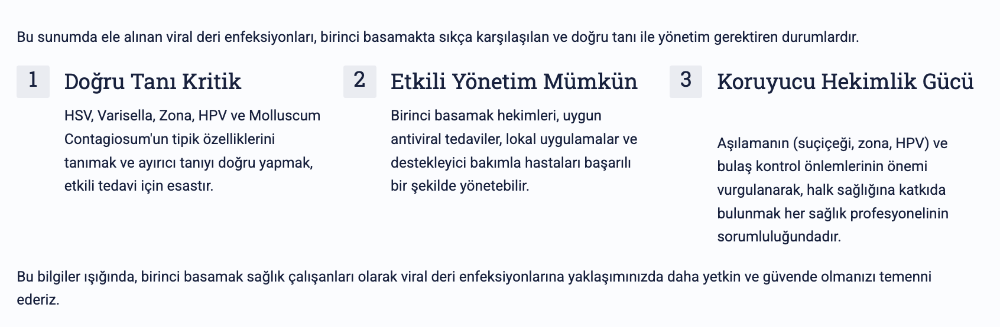 Bu sunumda ele alınan viral deri enfeksiyonları, birinci basamakta sıkça karşılaşılan ve doğru tanı ile yönetim gerektiren durumlardır.
1
Doğru Tanı Kritik
HSV, Varisella, Zona, HPV ve Molluscum
Contagiosum'un tipik özelliklerini
tanımak ve ayırıcı tanıyı doğru yapmak,
etkili tedavi için esastır.
2
Etkili Yönetim Mümkün
Birinci basamak hekimleri, uygun
antiviral tedaviler, lokal uygulamalar ve
destekleyici bakımla hastaları başarılı
bir şekilde yönetebilir.
3
Koruyucu Hekimlik Gücü
Aşılamanın (suçiçeği, zona, HPV) ve
bulaş kontrol önlemlerinin önemi
vurgulanarak, halk sağlığına katkıda
bulunmak her sağlık profesyonelinin
sorumluluğundadır.
Bu bilgiler ışığında, birinci basamak sağlık çalışanları olarak viral deri enfeksiyonlarına yaklaşımınızda daha yetkin ve güvende olmanızı temenni
ederiz.